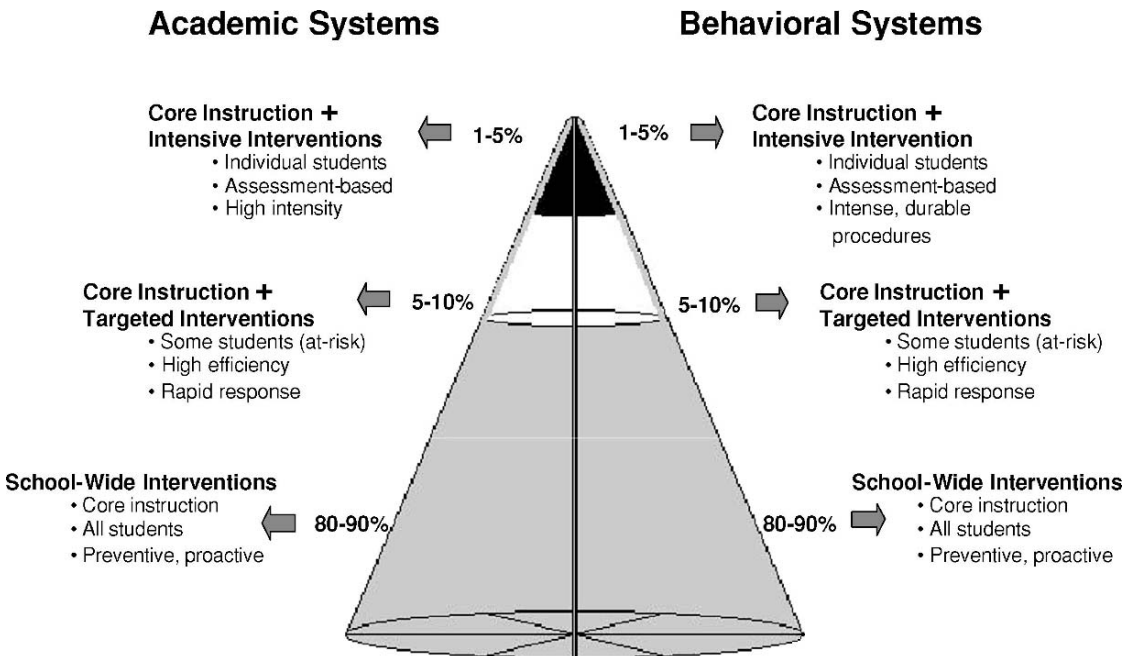 Academic Systems
Behavioral Systems
Core Instruction +
Intensive Interventions
• Individual students
• Assessment-based
• High intensity
1-5%
1-5%
Core Instruction +
Intensive Intervention
• Individual students
• Assessment-based
• Intense, durable
procedures
Core Instruction +
Targeted Interventions
• Some students (at-risk)
• High efficiency
• Rapid response
5-10%
5-10%
Core Instruction +
Targeted Interventions
• Some students (at-risk)
• High efficiency
• Rapid response
School-Wide Interventions
• Core instruction
• All students
• Preventive, proactive
80-90%
80-90%
School-Wide Interventions
• Core instruction
• All students
• Preventive, proactive